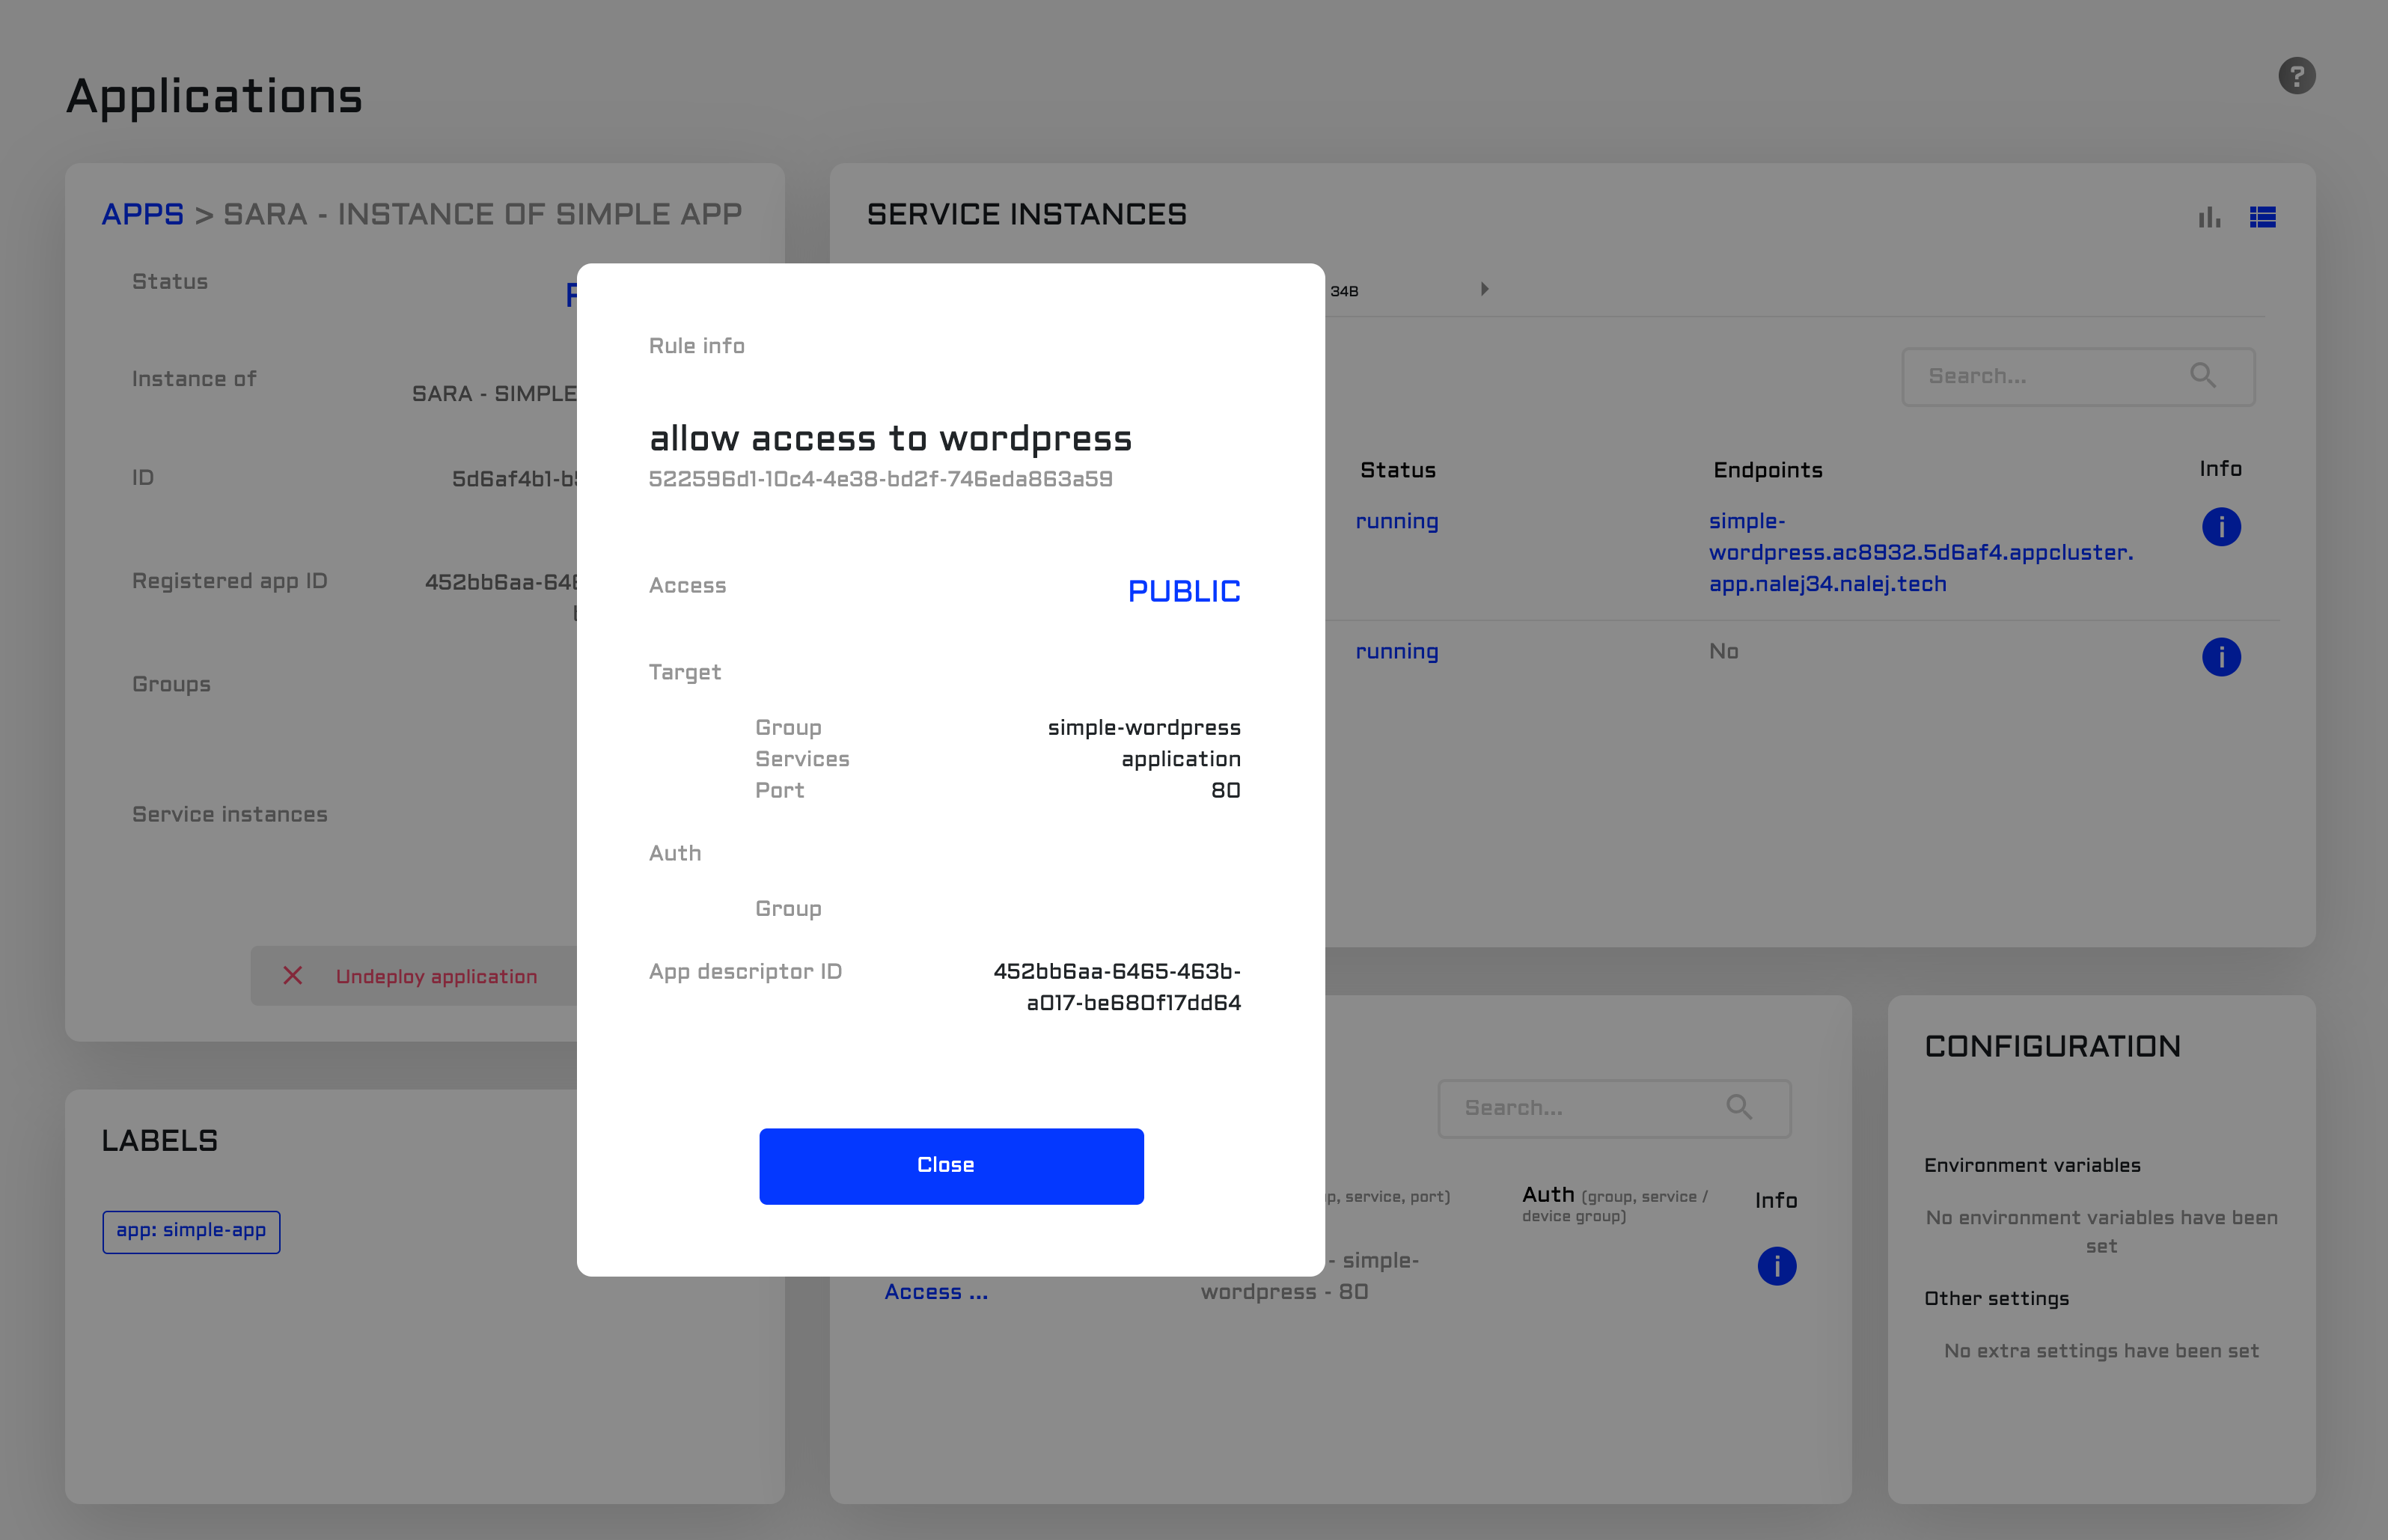 Applications
?
APPS > SARA - INSTANCE OF SIMPLE APP
Status
Instance of
SARA - SIMPLE
ID
5d6af4b1-b
Registered app ID
452bb6aa-646
Groups
Service instances
Undeploy application
SERVICE INSTANCES
34B
Search...
Status
Endpoints
Info
running
simple-
wordpress.ac8932.5d6af4.appcluster.
app.nalej34.nalej.tech
i
running
No
i
Rule info
allow access to wordpress
522596d1-10c4-4e38-bd2f-746eda863a59
Access
PUBLIC
Target
Group
simple-wordpress
Services
application
Port
80
Auth
Group
App descriptor ID
452bb6aa-6465-463b-
a017-be680f17dd64
Close
LABELS
app: simple-app
Search...
p, service, port)
Auth (group, service /
device group)
Info
- simple-
Access ...
wordpress - 80
i
CONFIGURATION
Environment variables
No environment variables have been
set
Other settings
No extra settings have been set